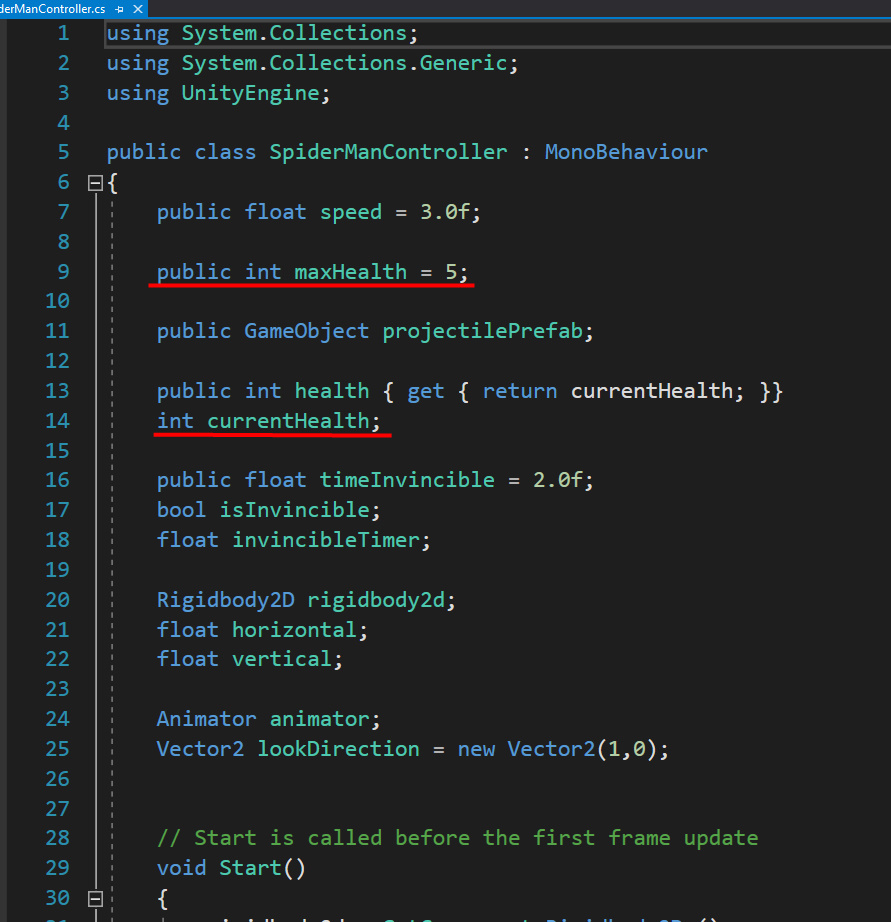 derManController.cs
1 using System.Collections;
2 using System.Collections.Generic;
3 using UnityEngine;
4
5 public class SpiderManController : MonoBehaviour
6 {
7 public float speed = 3.0f;
8
9 public int maxHealth = 5;
10
11 public GameObject projectilePrefab;
12
13 public int health { get { return currentHealth; }}
14 int currentHealth;
15
16 public float timeInvincible = 2.0f;
17 bool isInvincible;
18 float invincibleTimer;
19
20 Rigidbody2D rigidbody2d;
21 float horizontal;
22 float vertical;
23
24 Animator animator;
25 Vector2 lookDirection = new Vector2(1,0);
26
27
28 // Start is called before the first frame update
29 void Start()
30 {